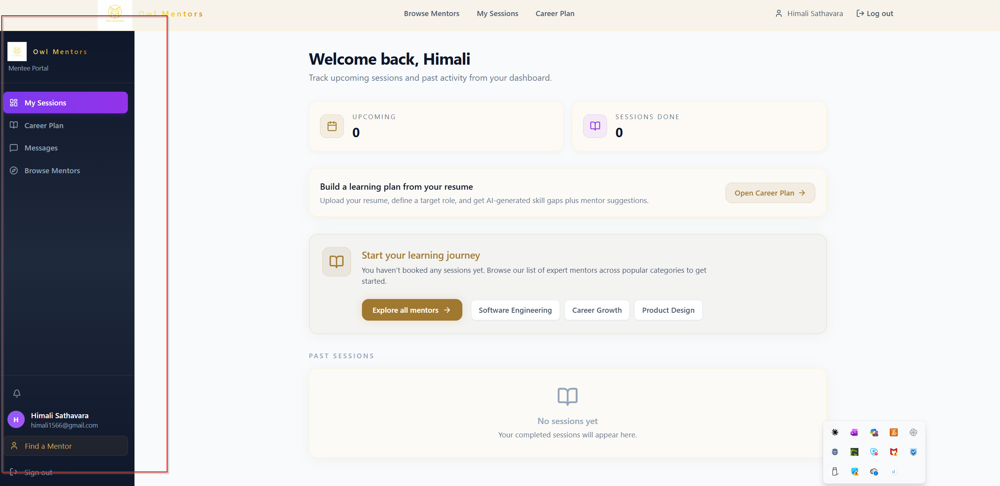 OWL MENTORS
Owl Mentors
Browse Mentors
My Sessions
Career Plan
Himali Sathavara
Log out
Owl Mentors
Mentee Portal
My Sessions
Career Plan
Messages
Browse Mentors
H
Himali Sathavara
himali1566@gmail.com
Find a Mentor
Sign out
Welcome back, Himali
Track upcoming sessions and past activity from your dashboard.
UPCOMING
0
SESSIONS DONE
0
Build a learning plan from your resume
Upload your resume, define a target role, and get AI-generated skill gaps plus mentor suggestions.
Open Career Plan
Start your learning journey
You haven't booked any sessions yet. Browse our list of expert mentors across popular categories to get
started.
Explore all mentors
Software Engineering
Career Growth
Product Design
PAST SESSIONS
No sessions yet
Your completed sessions will appear here.